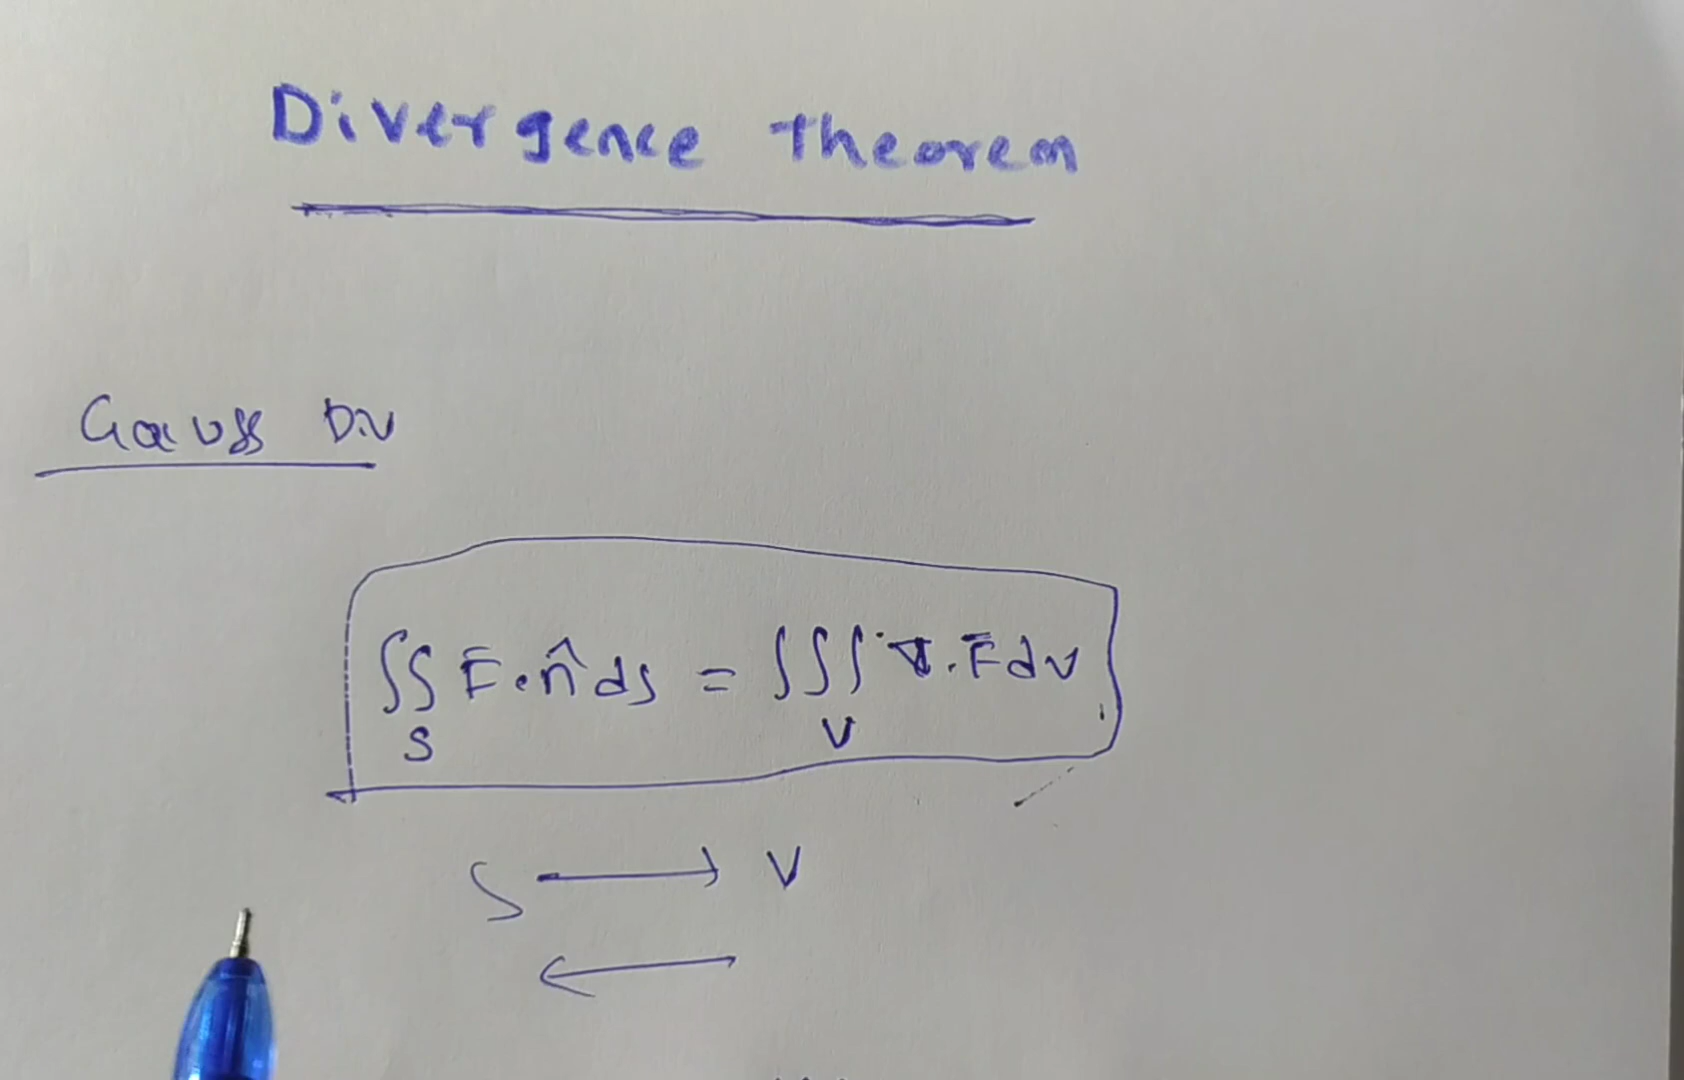 Divergence Theorem
Gauss Div
∫∫ F̄.n̂ ds = ∫∫∫ ∇.F̄ dv
S V
S ⟶ V
⟵